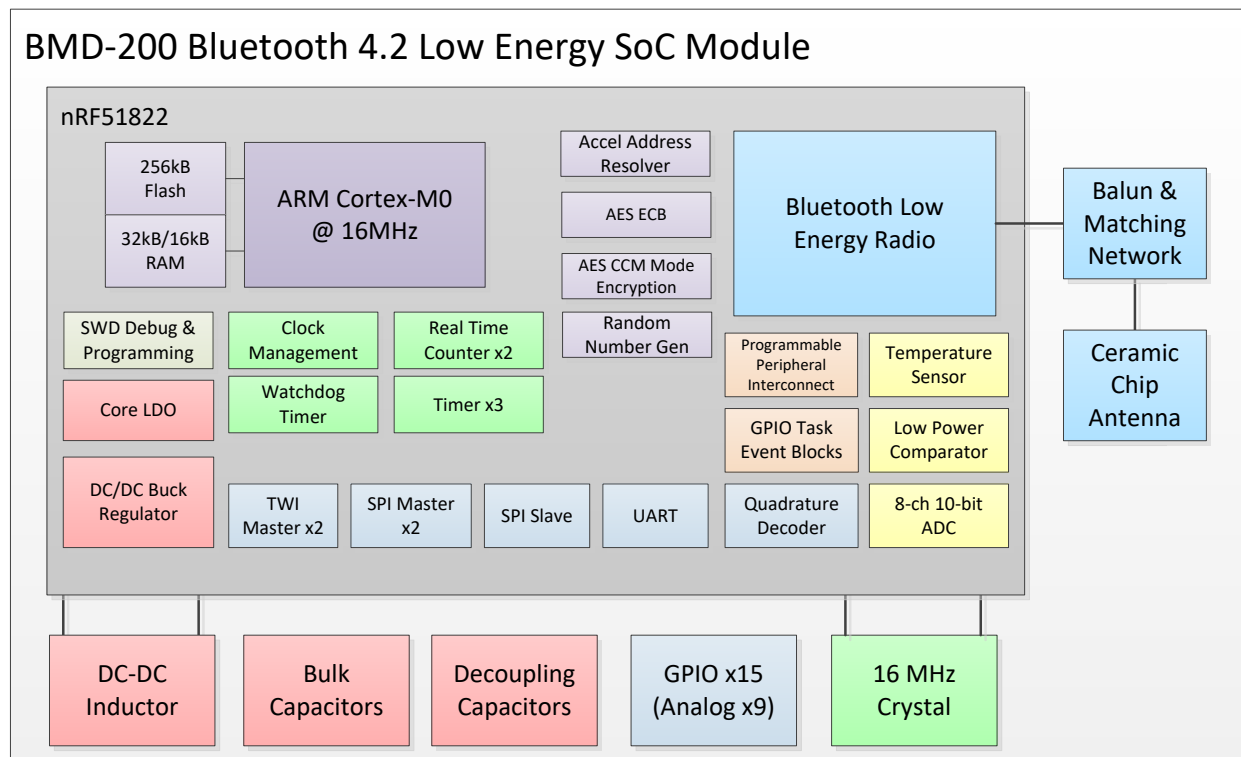 BMD-200 Bluetooth 4.2 Low Energy SoC Module
nRF51822
256kB
Flash
32kB/16kB
RAM
ARM Cortex-M0
@ 16MHz
Accel Address
Resolver
AES ECB
AES CCM Mode
Encryption
Random
Number Gen
Bluetooth Low
Energy Radio
Balun &
Matching
Network
Ceramic
Chip
Antenna
SWD Debug &
Programming
Clock
Management
Real Time
Counter x2
Programmable
Peripheral
Interconnect
Temperature
Sensor
Core LDO
Watchdog
Timer
Timer x3
GPIO Task
Event Blocks
Low Power
Comparator
DC/DC Buck
Regulator
TWI
Master x2
SPI Master
x2
SPI Slave
UART
Quadrature
Decoder
8-ch 10-bit
ADC
DC-DC
Inductor
Bulk
Capacitors
Decoupling
Capacitors
GPIO x15
(Analog x9)
16 MHz
Crystal